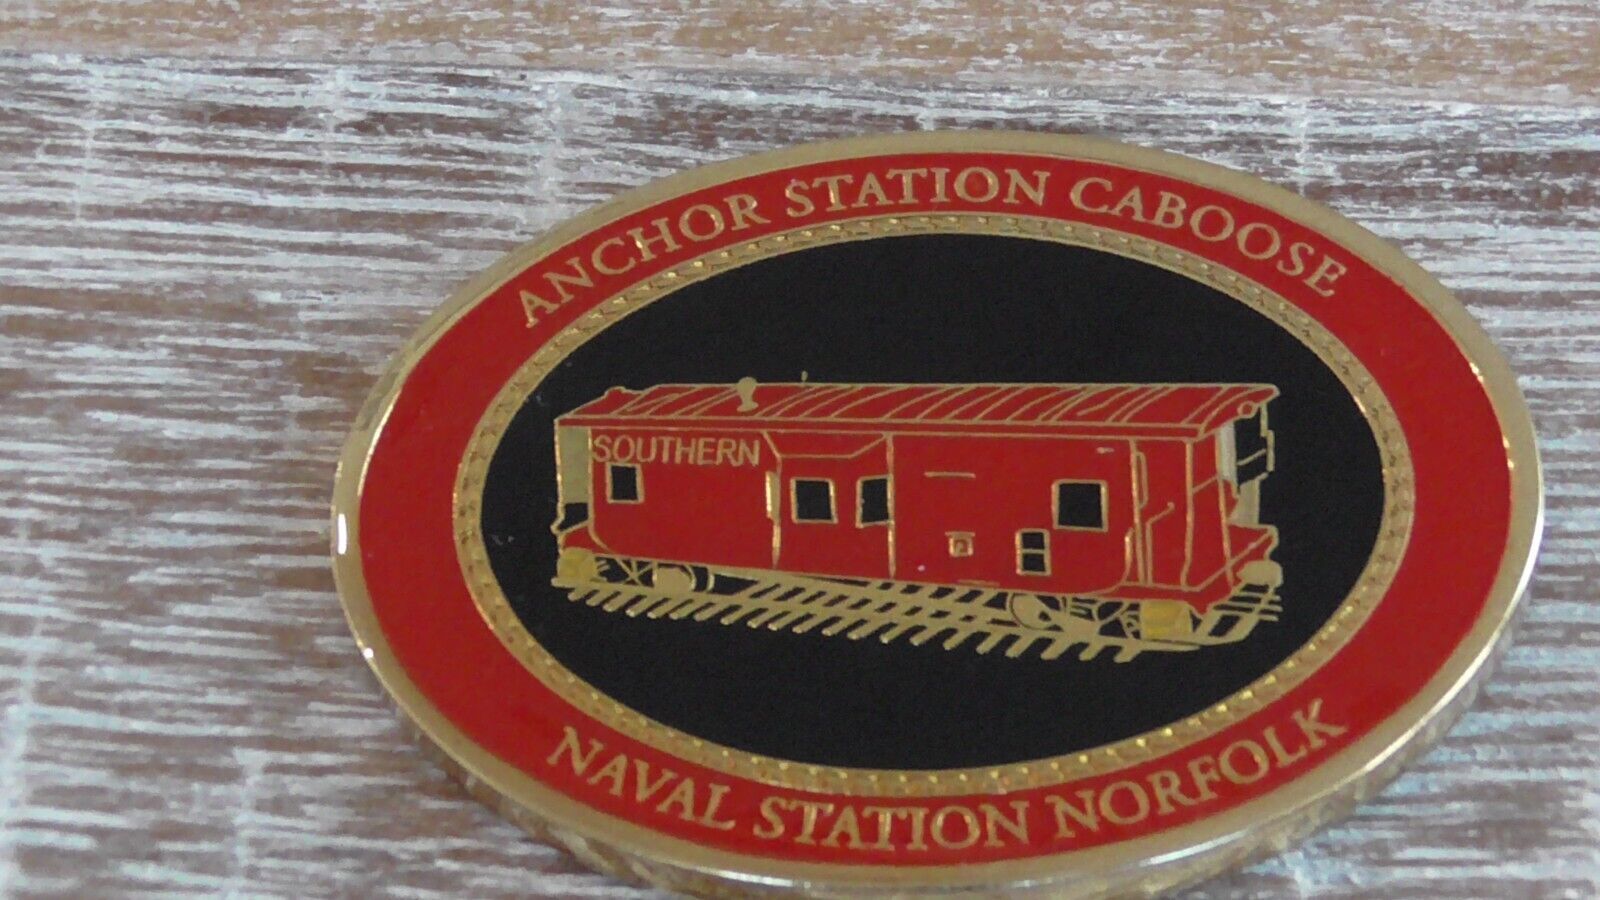 ANCHOR STATION CABOOSE
SOUTHERN
NAVAL STATION NORFOLK